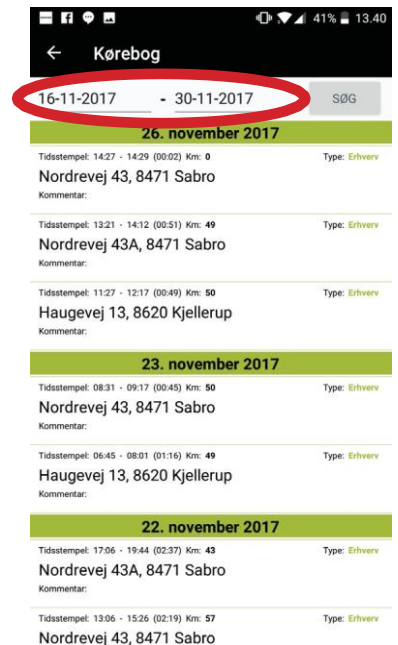 41% 13.40
Kørebog
16-11-2017 - 30-11-2017 SØG
26. november 2017
Tidsstempel: 14:27 - 14:29 (00:02) Km: 0 Type: Erhverv
Nordrevej 43, 8471 Sabro
Kommentar:
Tidsstempel: 13:21 - 14:12 (00:51) Km: 49 Type: Erhverv
Nordrevej 43A, 8471 Sabro
Kommentar:
Tidsstempel: 11:27 - 12:17 (00:49) Km: 50 Type: Erhverv
Haugevej 13, 8620 Kjellerup
Kommentar:
23. november 2017
Tidsstempel: 08:31 - 09:17 (00:45) Km: 50 Type: Erhverv
Nordrevej 43, 8471 Sabro
Kommentar:
Tidsstempel: 06:45 - 08:01 (01:16) Km: 49 Type: Erhverv
Haugevej 13, 8620 Kjellerup
Kommentar:
22. november 2017
Tidsstempel: 17:06 - 19:44 (02:37) Km: 43 Type: Erhverv
Nordrevej 43A, 8471 Sabro
Kommentar:
Tidsstempel: 13:06 - 15:26 (02:19) Km: 57 Type: Erhverv
Nordrevej 43, 8471 Sabro